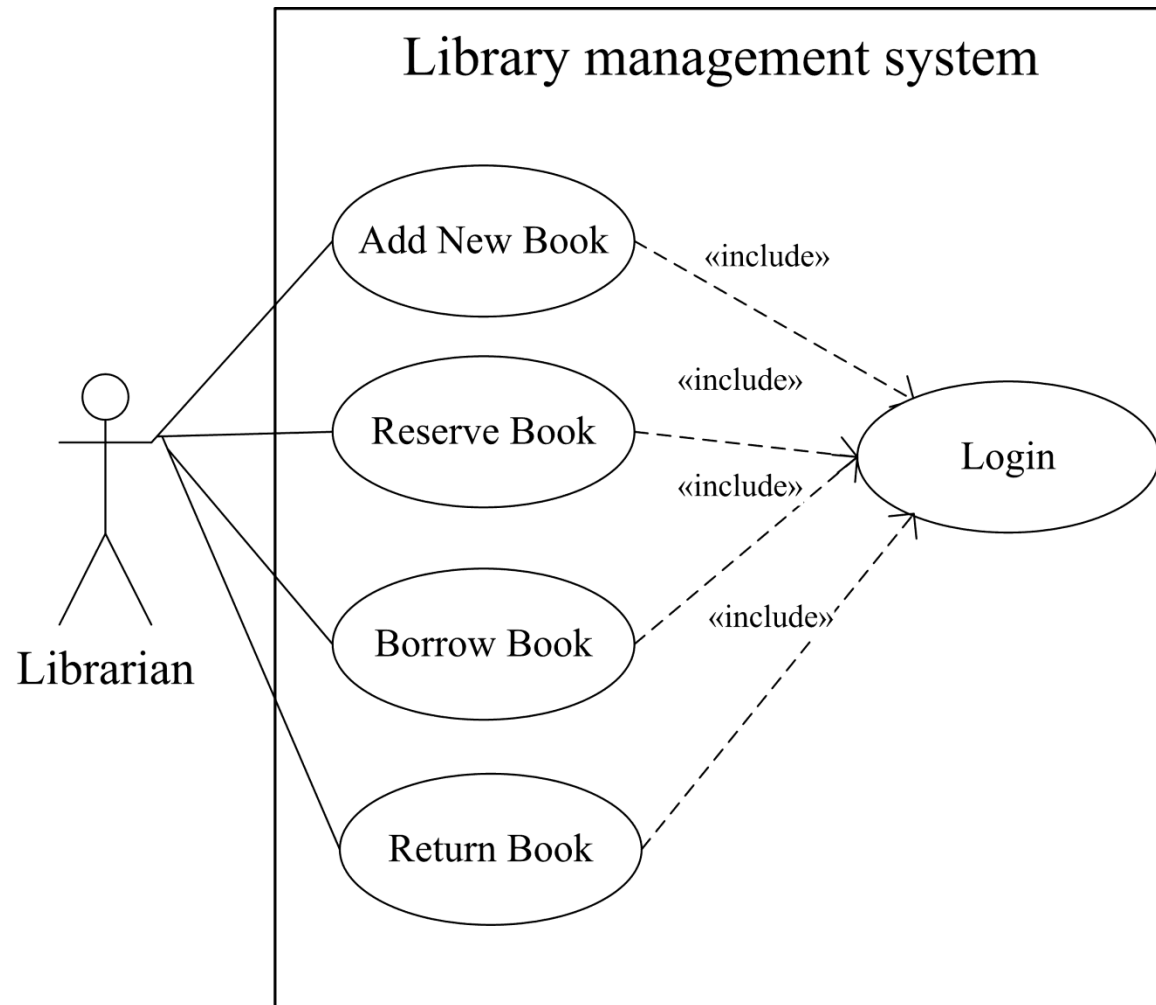 Library management system
Add New Book
«include»
«include»
Reserve Book
Login
«include»
Borrow Book
«include»
Librarian
Return Book